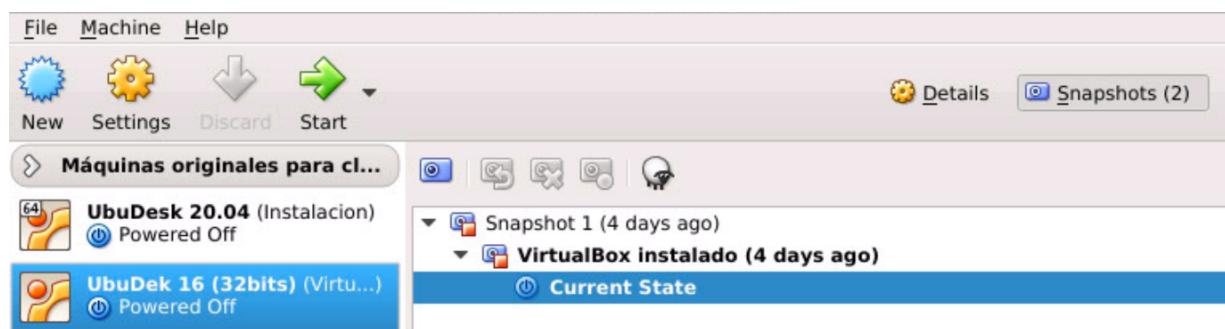 File Machine Help
New Settings Discard Start
Details Snapshots (2)
Máquinas originales para cl...
64
UbuDesk 20.04 (Instalacion)
Powered Off
UbuDek 16 (32bits) (Virtu...)
Powered Off
Snapshot 1 (4 days ago)
VirtualBox instalado (4 days ago)
Current State